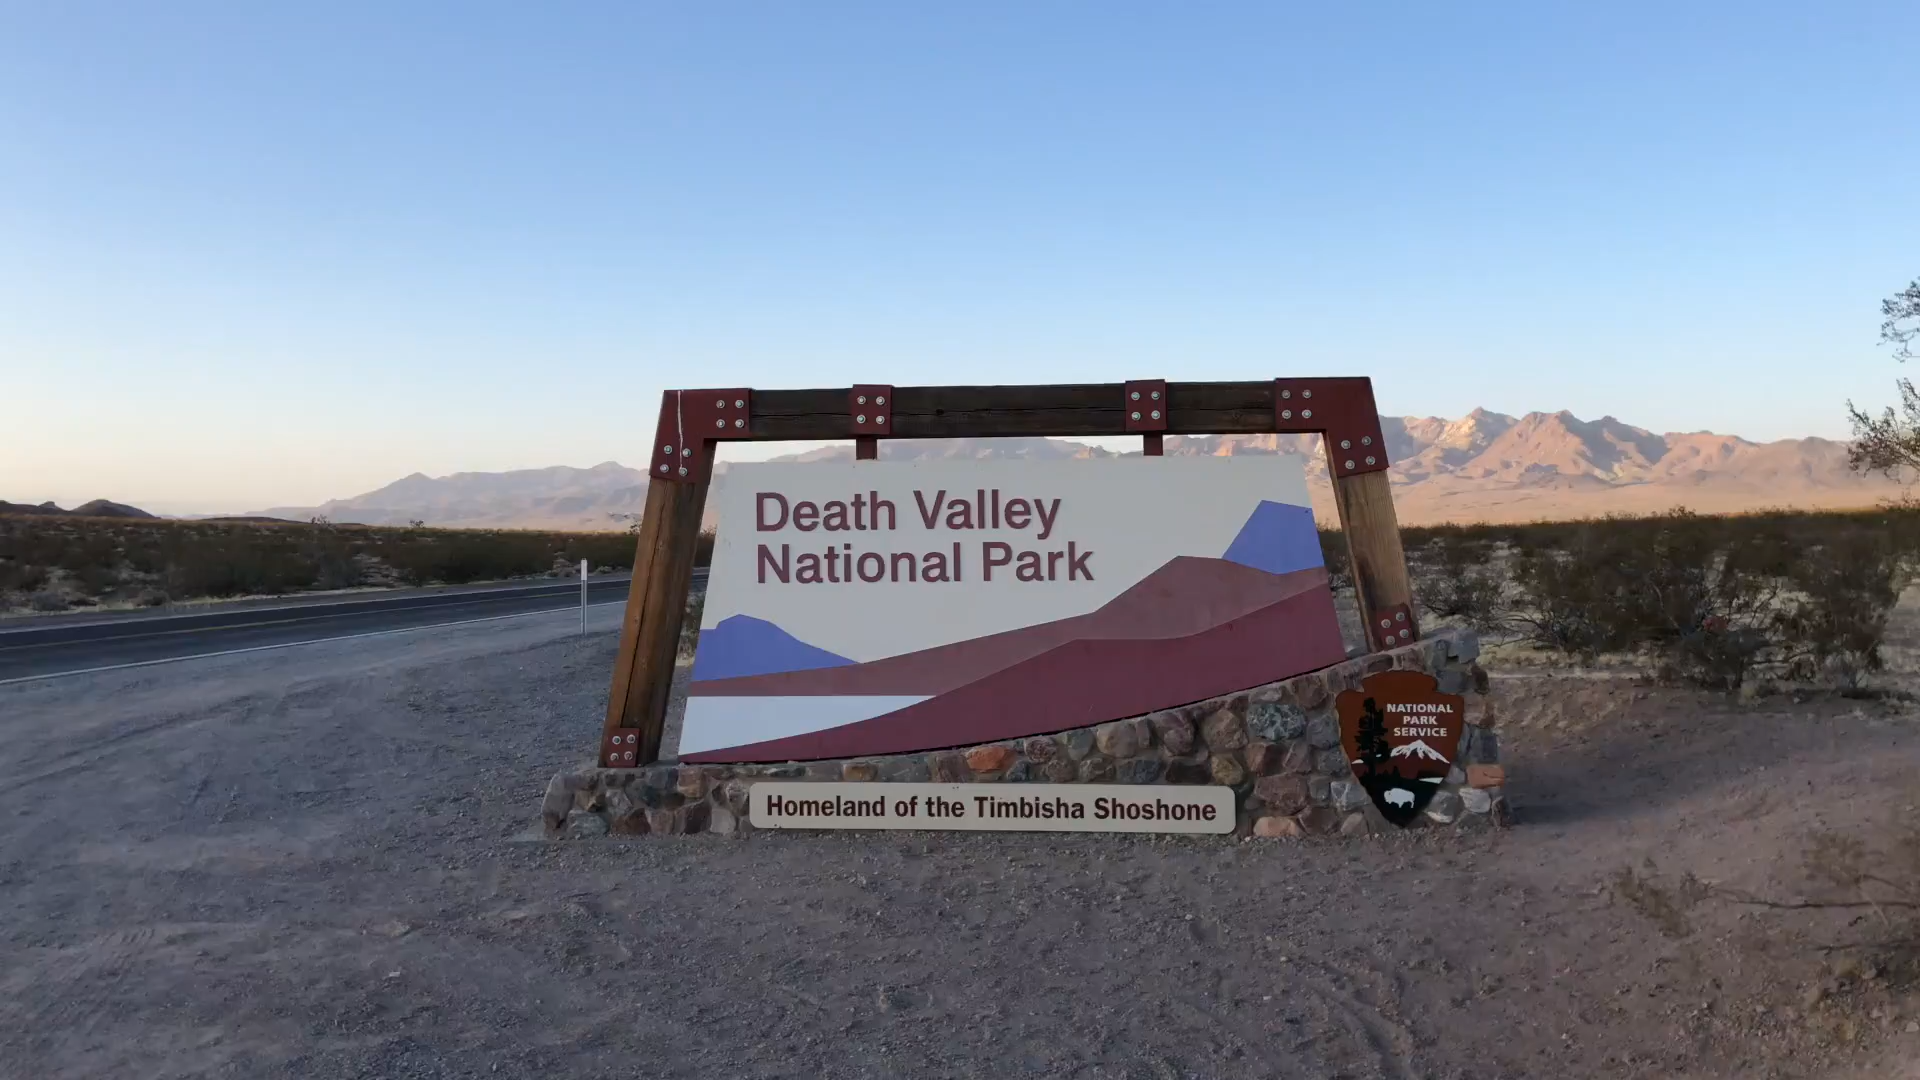 Death Valley
National Park
NATIONAL
PARK
SERVICE
Homeland of the Timbisha Shoshone